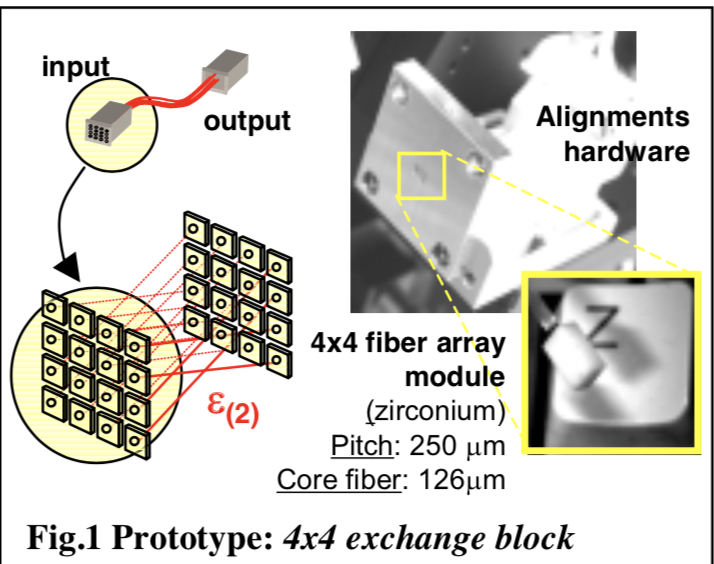 input
output
Alignments
hardware
ε(2)
4x4 fiber array
module
(zirconium)
Pitch: 250 μm
Core fiber: 126μm
Fig.1 Prototype: 4x4 exchange block